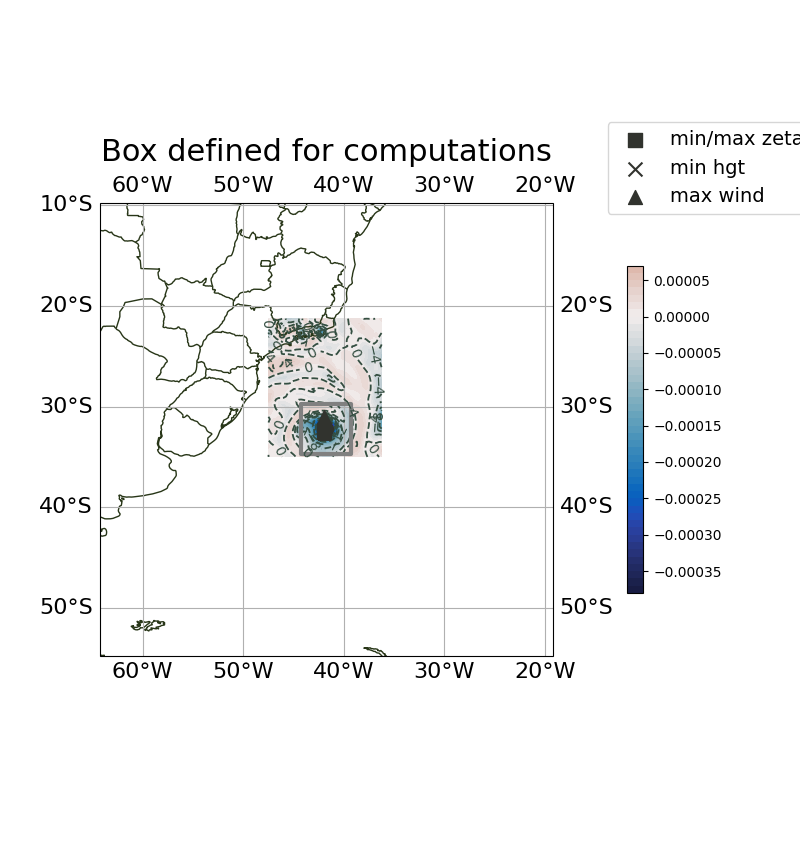 Box defined for computations
60°W 50°W 40°W 30°W 20°W
min/max zeta
min hgt
max wind
10°S
20°S 20°S
30°S 30°S
40°S 40°S
50°S 50°S
60°W 50°W 40°W 30°W 20°W
0.00005
0.00000
−0.00005
−0.00010
−0.00015
−0.00020
−0.00025
−0.00030
−0.00035